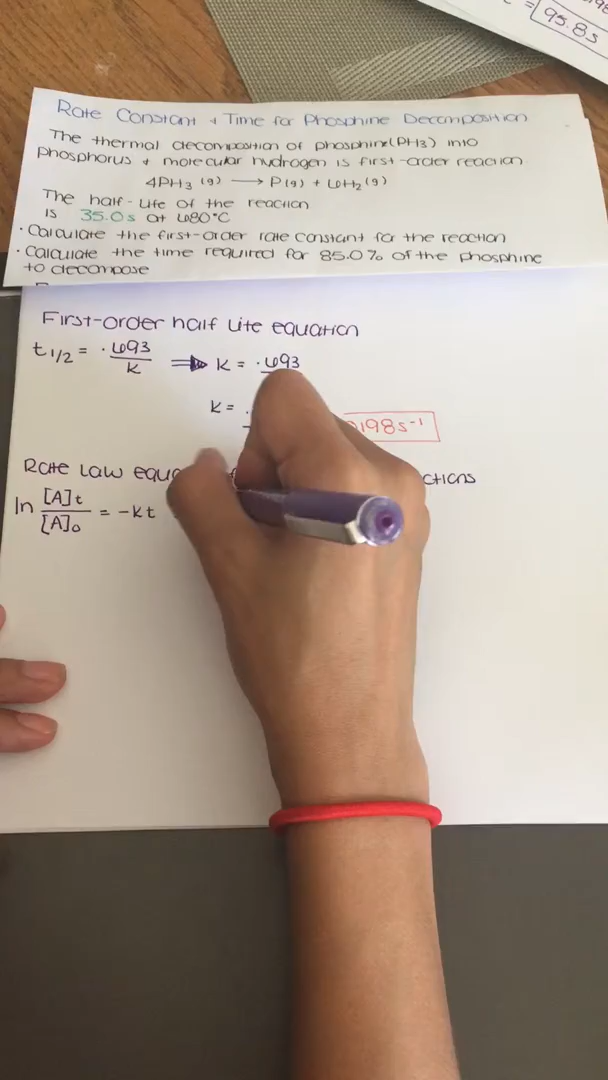 = 95.8s
Rate Constant + Time for Phosphine Decomposition
The thermal decomposition of phosphine (PH3) into
Phosphorus + molecular hydrogen is first-order reaction
4PH₃ (g) → P(g) + 6H₂ (g)
The half-life of the reaction
is 35.0s at 680°C
• Calculate the first-order rate constant for the reaction
• Calculate the time required for 85.0% of the phosphine
to decompose
First-order half life equation
t1/2 = .693/K ⇒ K = .693
K = .
198s⁻¹
Rate Law
ctions
ln [A]t/[A]₀ = -Kt